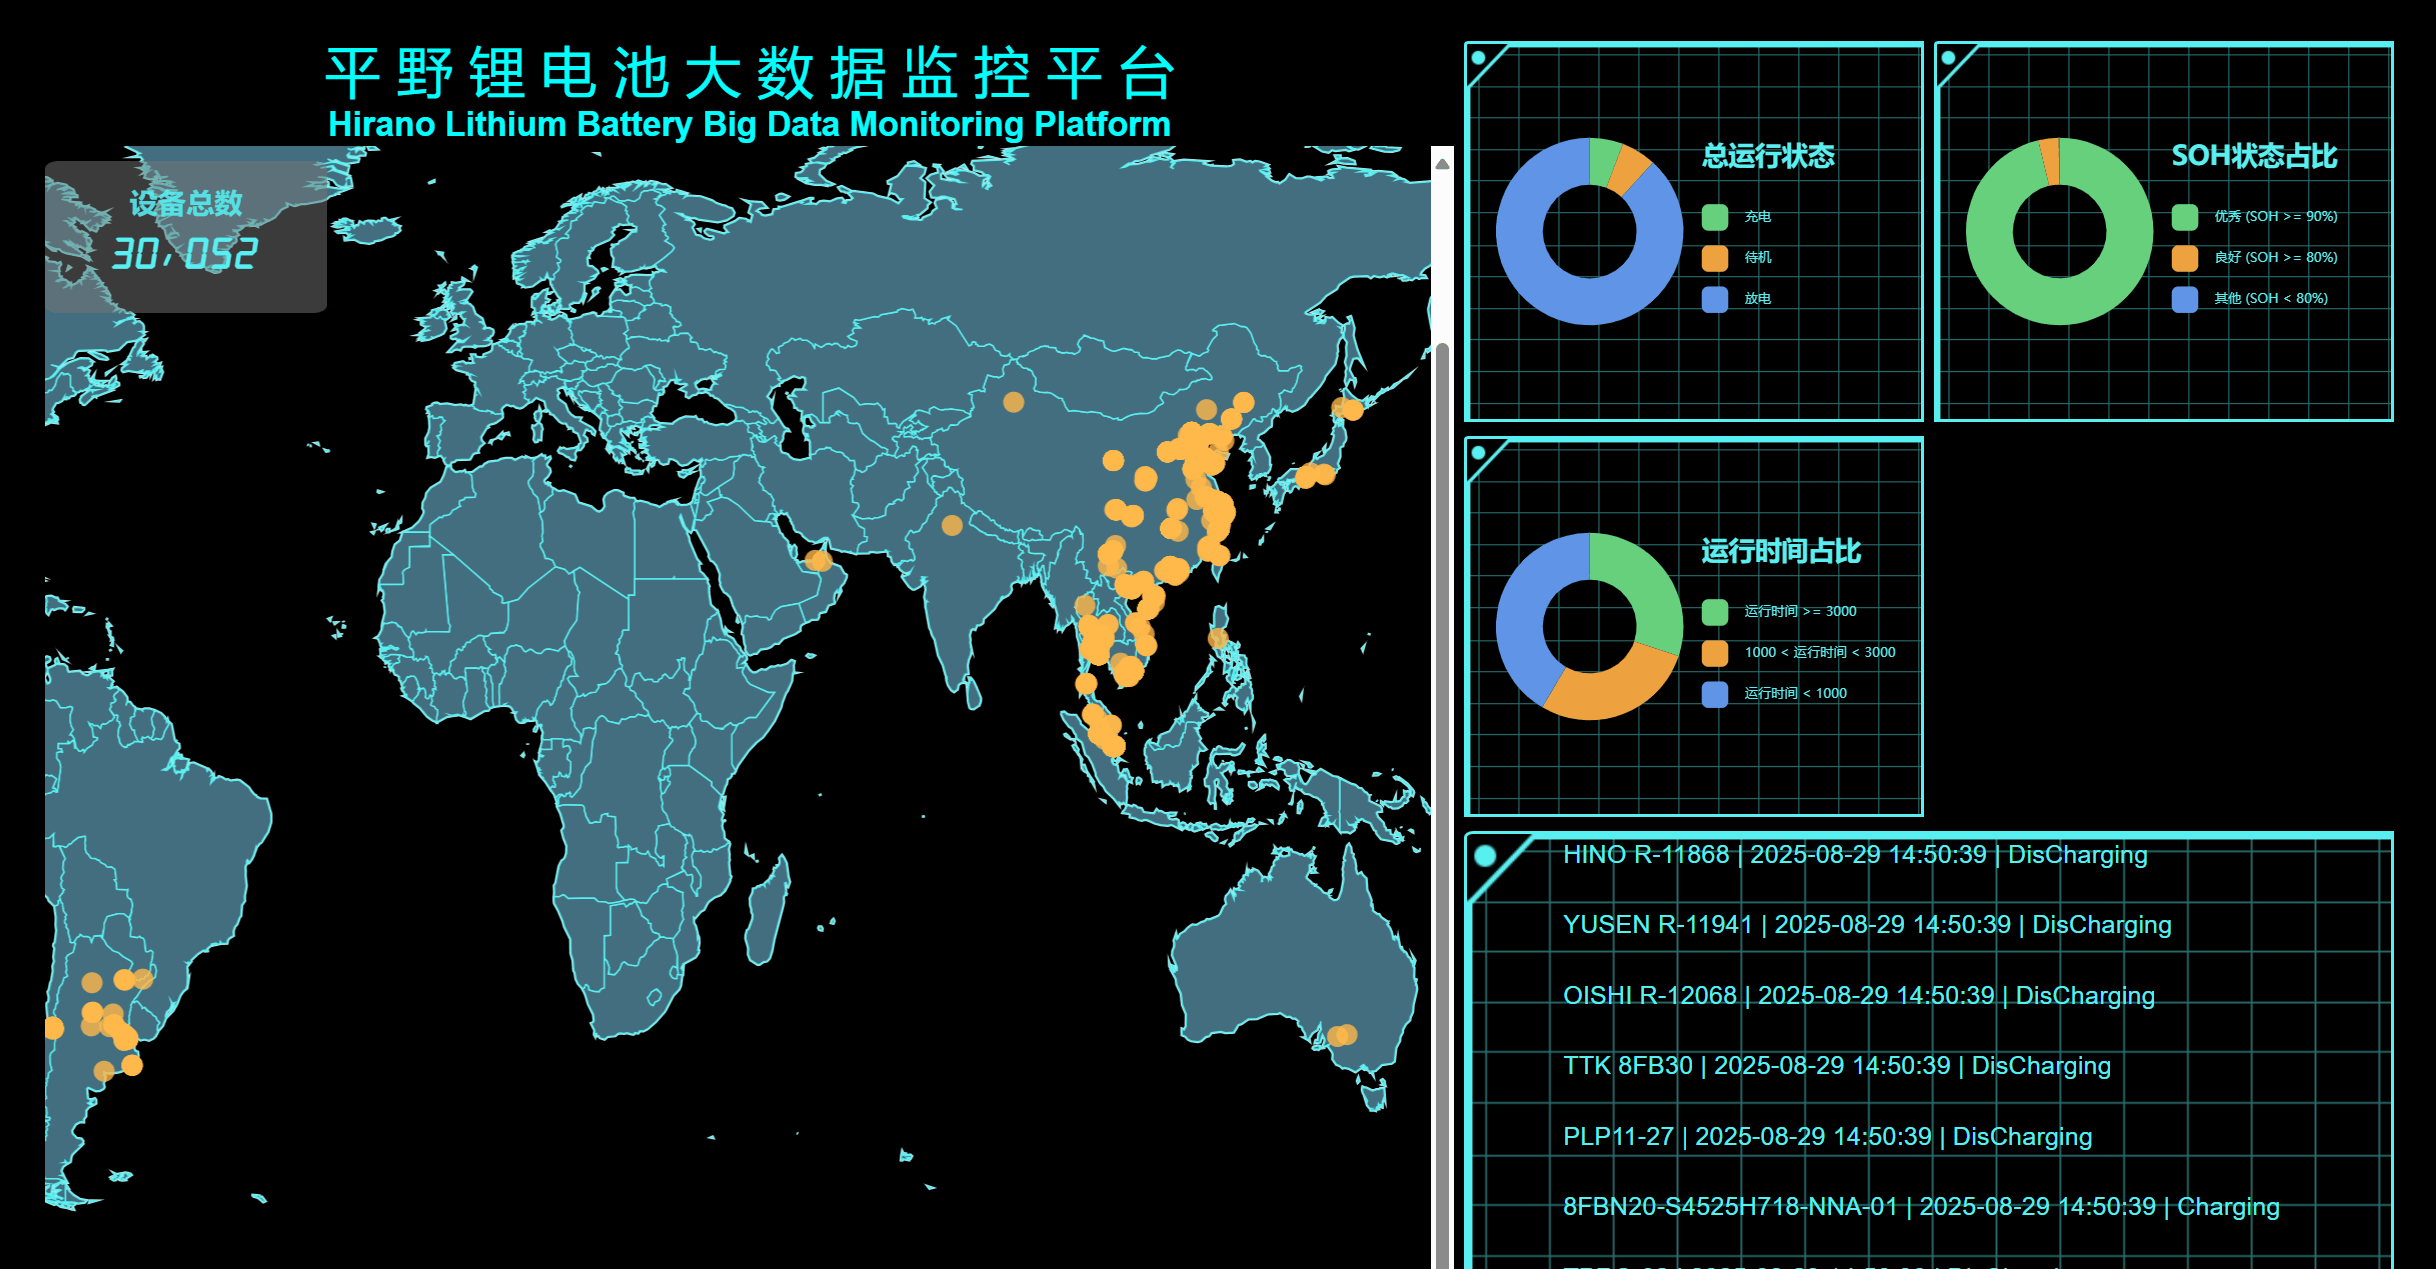 平野锂电池大数据监控平台
Hirano Lithium Battery Big Data Monitoring Platform
设备总数
30,052
总运行状态
充电
待机
放电
SOH状态占比
优秀 (SOH >= 90%)
良好 (SOH >= 80%)
其他 (SOH < 80%)
运行时间占比
运行时间 >= 3000
1000 < 运行时间 < 3000
运行时间 < 1000
HINO R-11868 | 2025-08-29 14:50:39 | DisCharging
YUSEN R-11941 | 2025-08-29 14:50:39 | DisCharging
OISHI R-12068 | 2025-08-29 14:50:39 | DisCharging
TTK 8FB30 | 2025-08-29 14:50:39 | DisCharging
PLP11-27 | 2025-08-29 14:50:39 | DisCharging
8FBN20-S4525H718-NNA-01 | 2025-08-29 14:50:39 | Charging